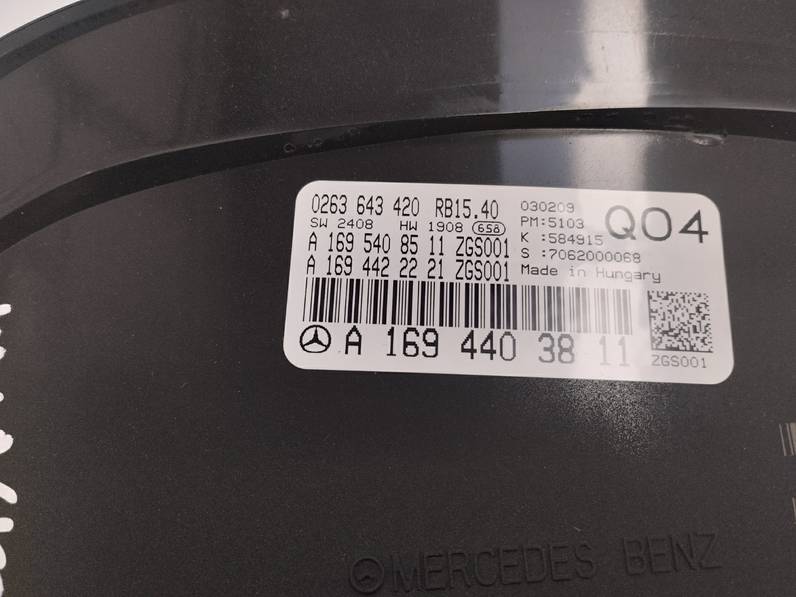 0263 643 420 RB15.40 030209
SW 2408 HW 1908 658 PM:5103 Q04
A 169 540 85 11 ZGS001 K :584915
A 169 442 22 21 ZGS001 S :7062000068
Made in Hungary
A 169 440 38 11
ZGS001
MERCEDES BENZ